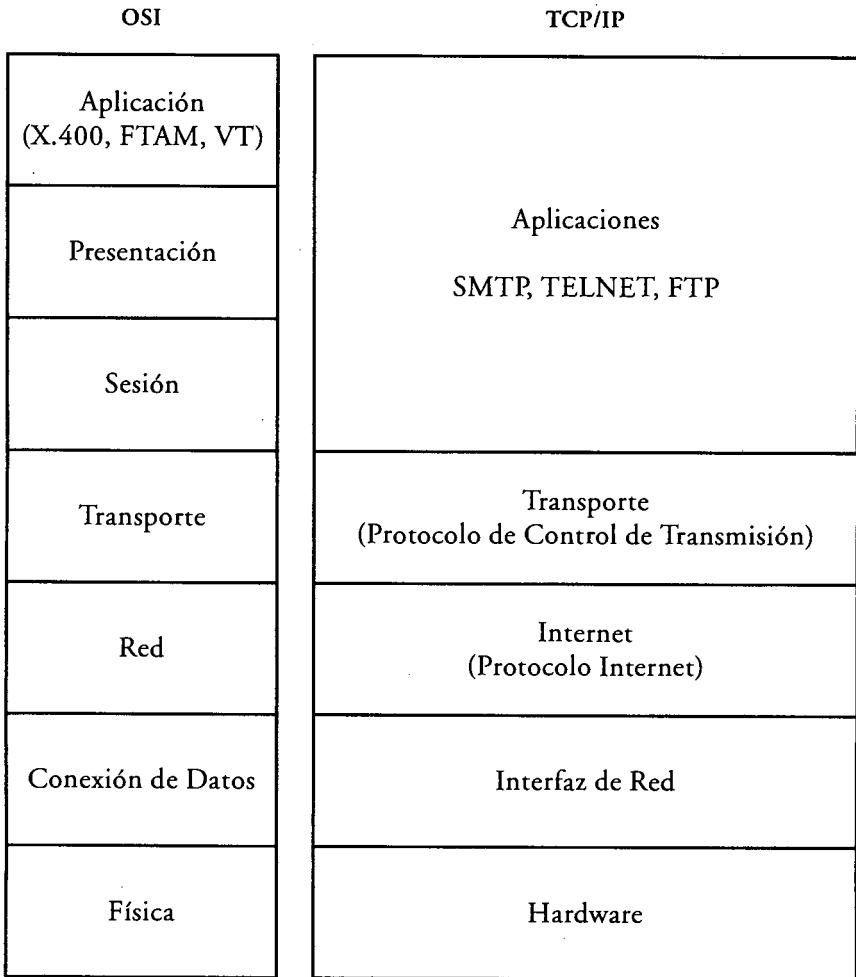 OSI
TCP/IP
Aplicación
(X.400, FTAM, VT)
Presentación
Sesión
Transporte
Red
Conexión de Datos
Física
Aplicaciones
SMTP, TELNET, FTP
Transporte
(Protocolo de Control de Transmisión)
Internet
(Protocolo Internet)
Interfaz de Red
Hardware